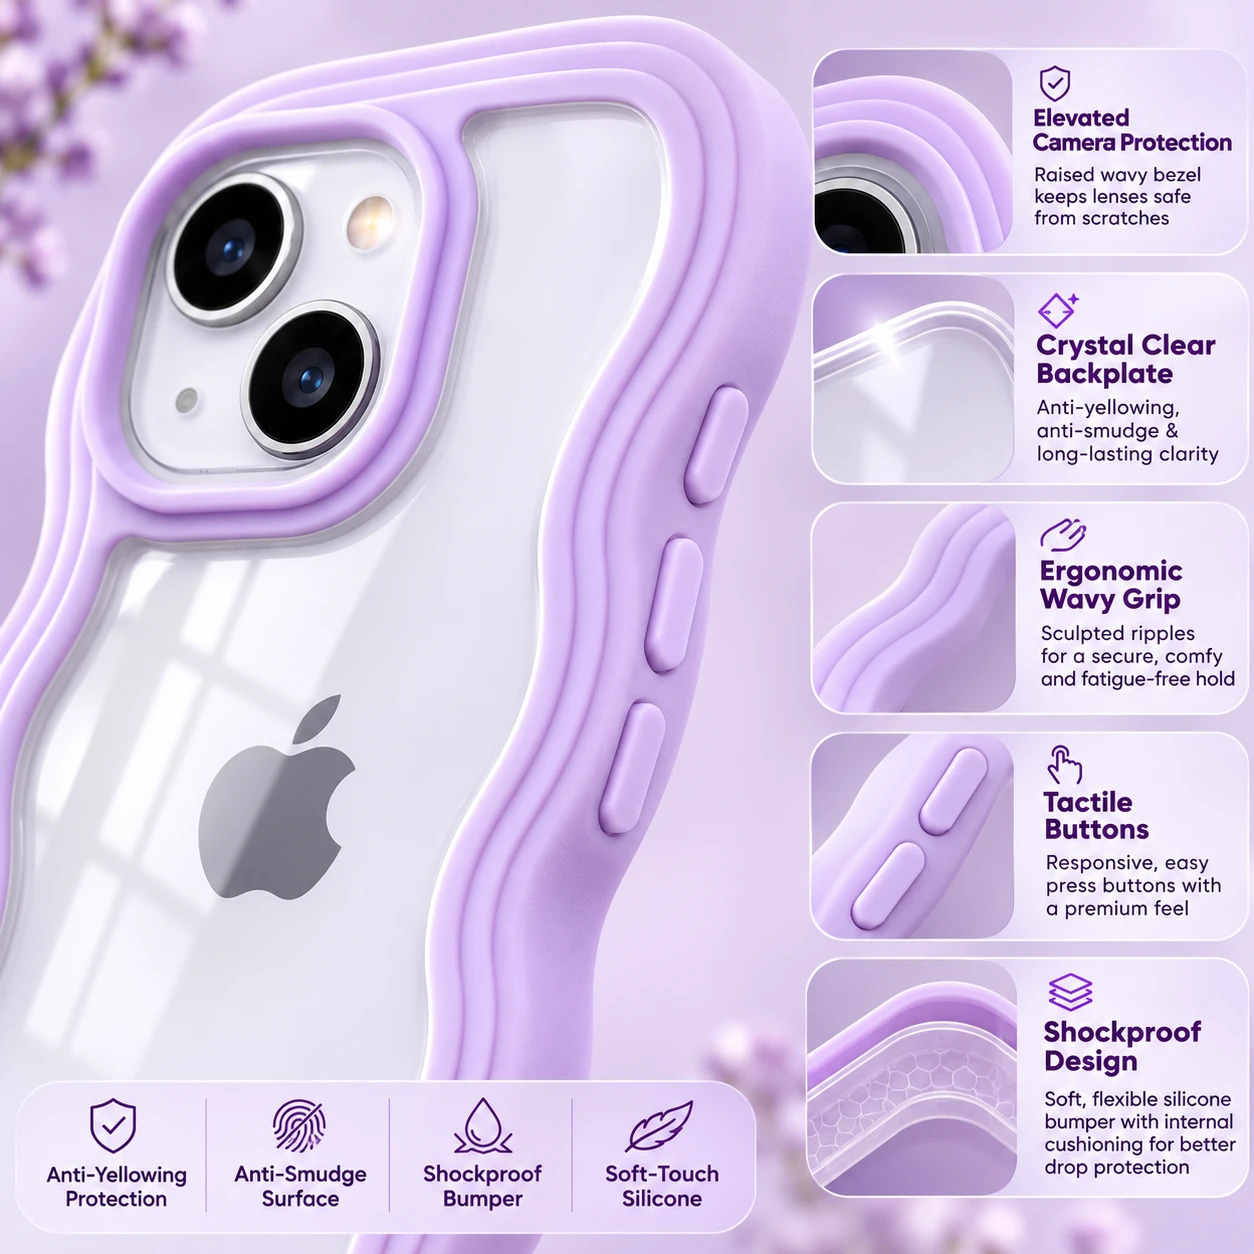 Elevated
Camera Protection
Raised wavy bezel
keeps lenses safe
from scratches
Crystal Clear
Backplate
Anti-yellowing,
anti-smudge &
long-lasting clarity
Ergonomic
Wavy Grip
Sculpted ripples
for a secure, comfy
and fatigue-free hold
Tactile
Buttons
Responsive, easy
press buttons with
a premium feel
Shockproof
Design
Soft, flexible silicone
bumper with internal
cushioning for better
drop protection
Anti-Yellowing
Protection
Anti-Smudge
Surface
Shockproof
Bumper
Soft-Touch
Silicone